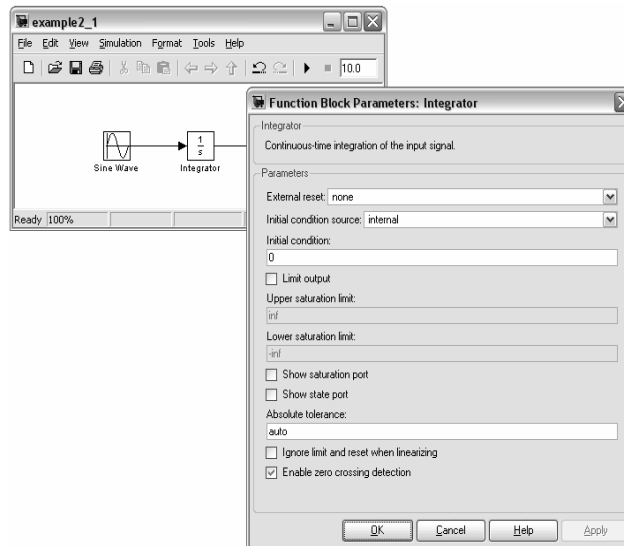 example2_1
File Edit View Simulation Format Tools Help
10.0
1
s
Sine Wave
Integrator
Ready 100%
Function Block Parameters: Integrator
Integrator
Continuous-time integration of the input signal.
Parameters
External reset: none
Initial condition source: internal
Initial condition:
0
Limit output
Upper saturation limit:
inf
Lower saturation limit:
-inf
Show saturation port
Show state port
Absolute tolerance:
auto
Ignore limit and reset when linearizing
Enable zero crossing detection
OK Cancel Help Apply